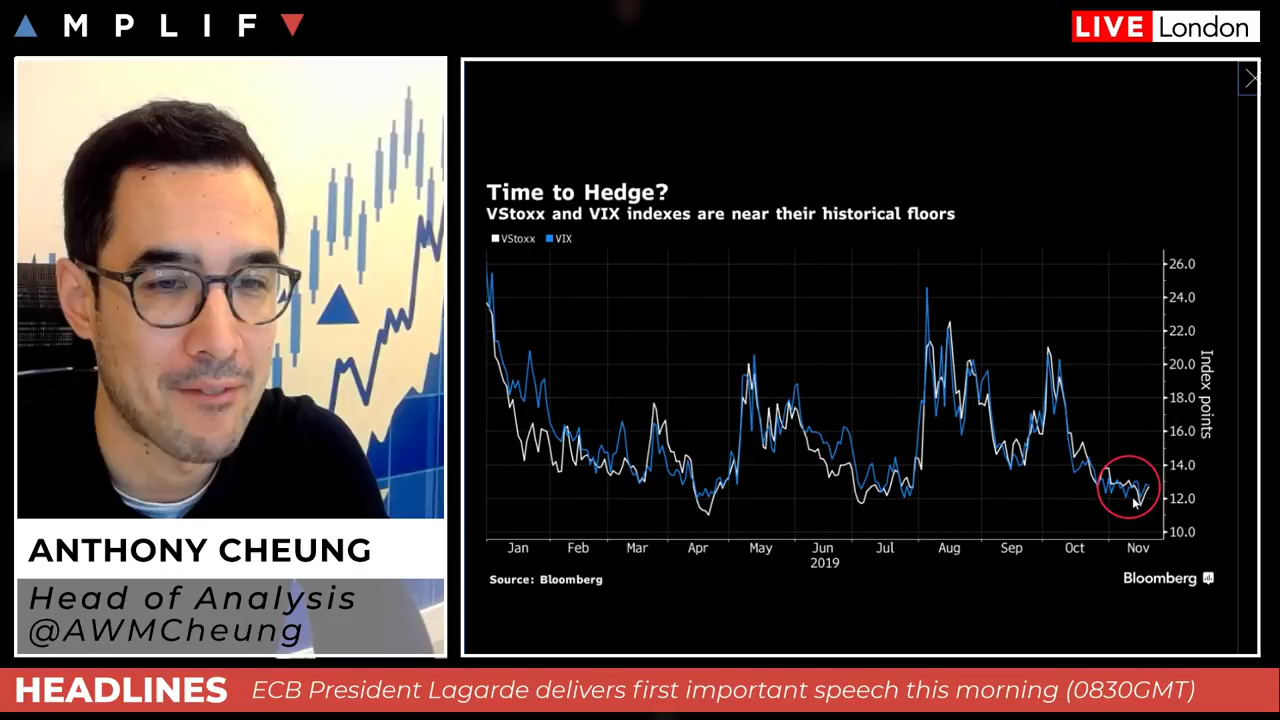 ▲ M P L I F ▼
LIVE London
Time to Hedge?
VStoxx and VIX indexes are near their historical floors
VStoxx VIX
26.0
24.0
22.0
20.0
18.0
16.0
14.0
12.0
10.0
Index points
Jan Feb Mar Apr May Jun Jul Aug Sep Oct Nov
2019
Source: Bloomberg
Bloomberg
ANTHONY CHEUNG
Head of Analysis
@AWMCheung
HEADLINES ECB President Lagarde delivers first important speech this morning (0830GMT)